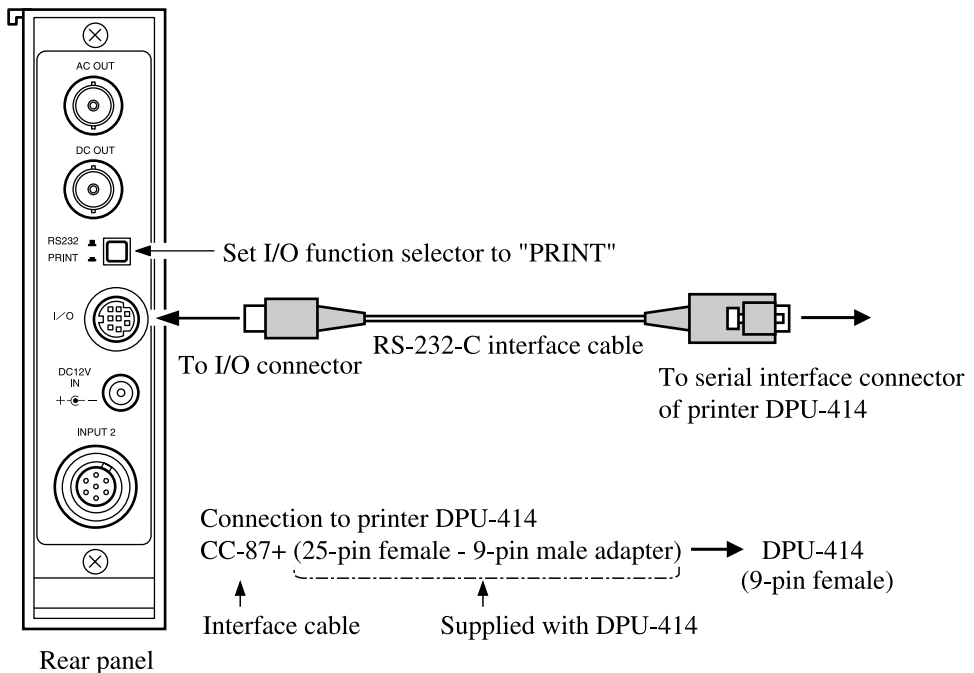 AC OUT
DC OUT
RS232
PRINT
Set I/O function selector to "PRINT"
I/O
To I/O connector
RS-232-C interface cable
To serial interface connector
of printer DPU-414
DC12V
IN
+ -
INPUT 2
Connection to printer DPU-414
CC-87+ (25-pin female - 9-pin male adapter)
DPU-414
(9-pin female)
Interface cable
Supplied with DPU-414
Rear panel